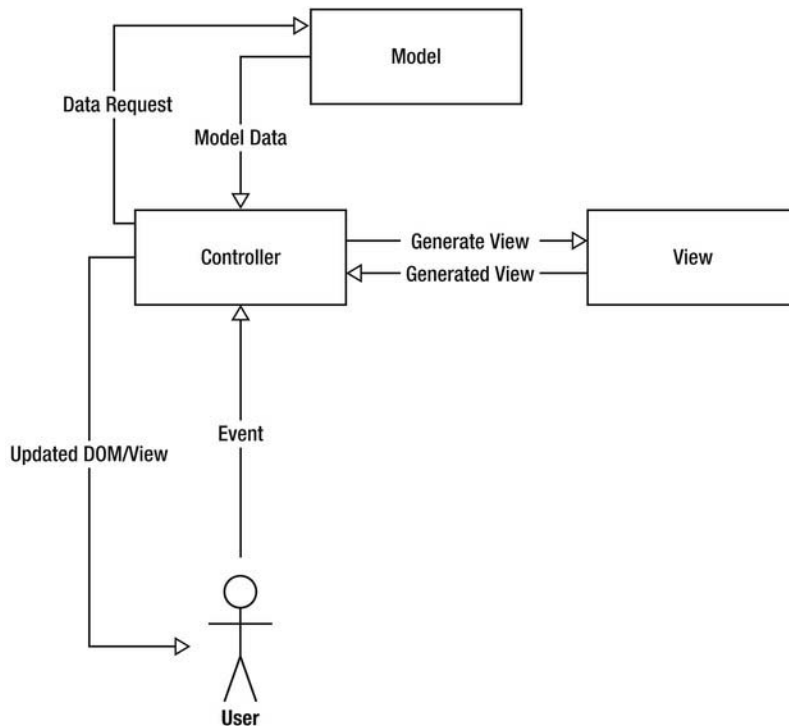 Model
Data Request
Model Data
Controller
Generate View
View
Generated View
Event
Updated DOM/View
User